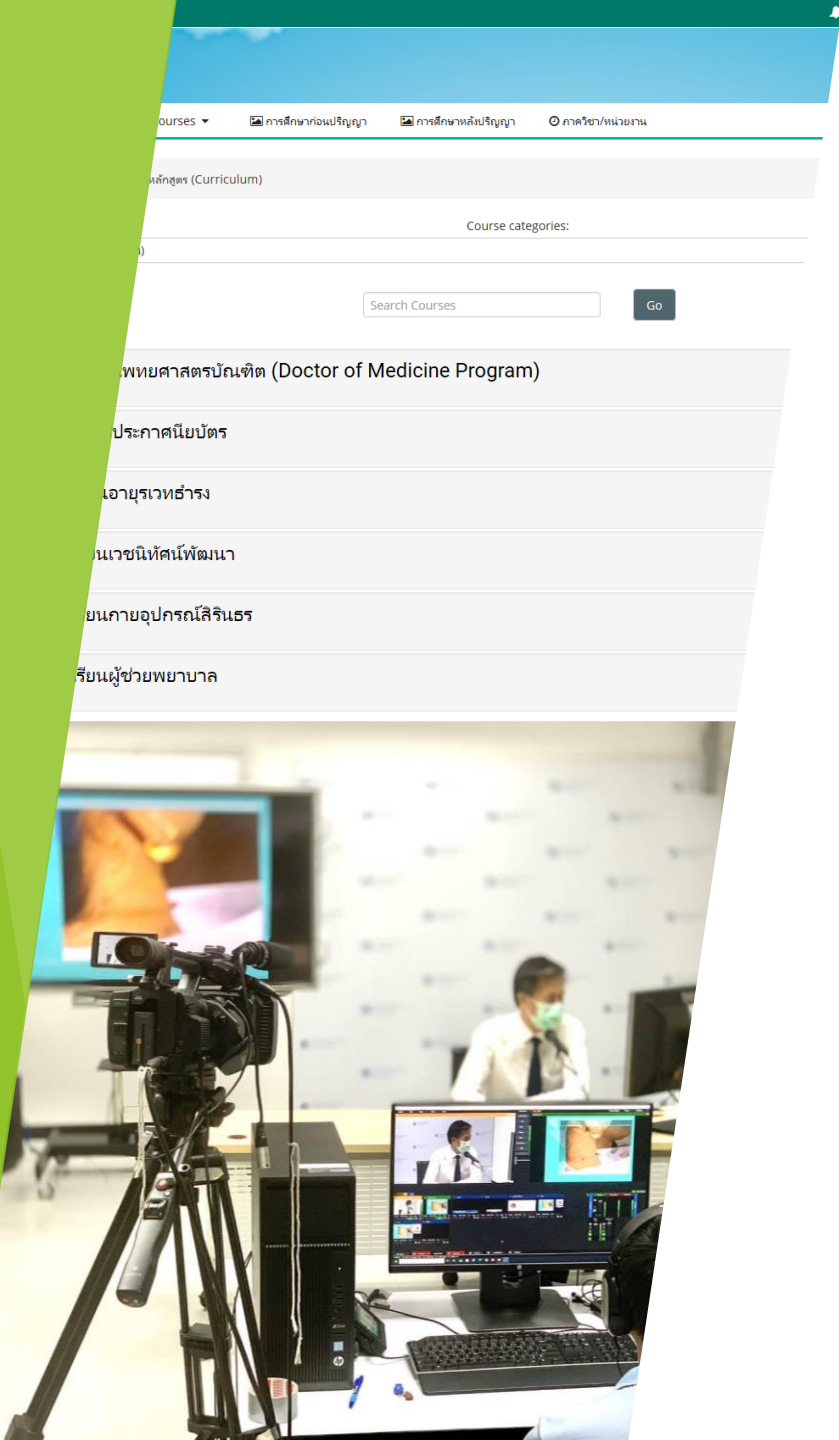 ourses
การศึกษาก่อนปริญญา
การศึกษาหลังปริญญา
ภาควิชา/หน่วยงาน
หลักสูตร (Curriculum)
Course categories:
Search Courses
Go
แพทยศาสตรบัณฑิต (Doctor of Medicine Program)
ประกาศนียบัตร
นอายุรเวทธำรง
ยนเวชนิทัศน์พัฒนา
ยนกายอุปกรณ์สิรินธร
เรียนผู้ช่วยพยาบาล
hp